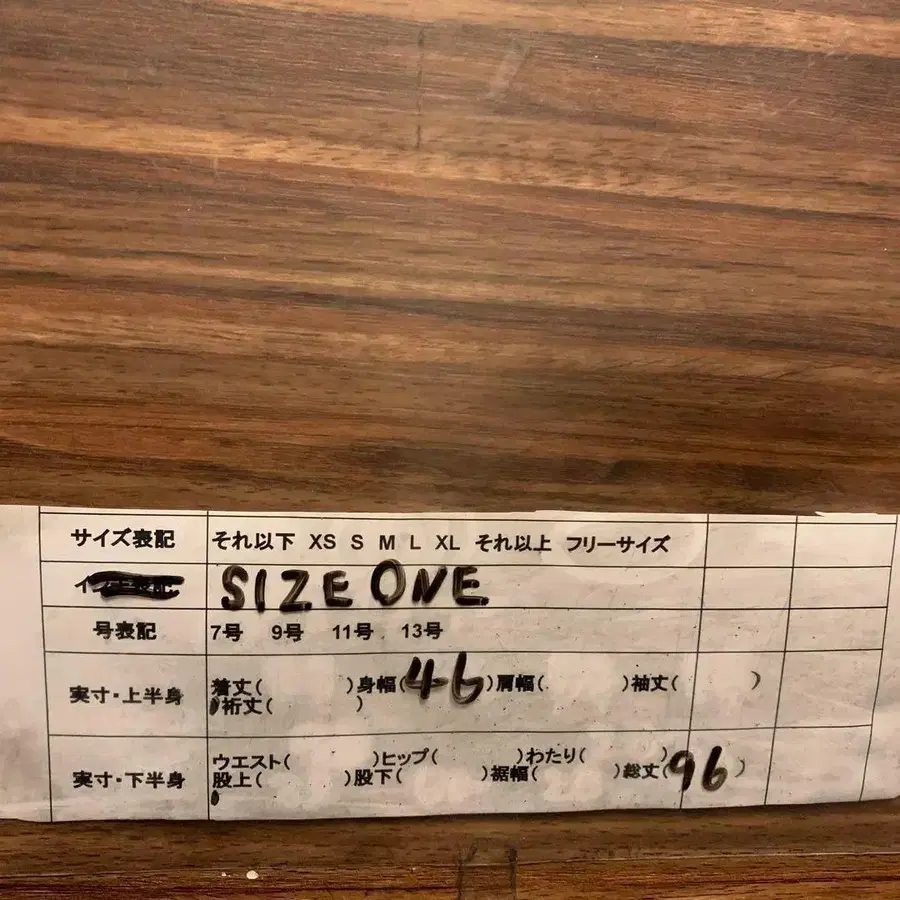 サイズ表記 それ以下 XS S M L XL それ以上 フリーサイズ
SIZE ONE
号表記 7号 9号 11号 13号
実寸・上半身 着丈( )身幅(46)肩幅( )袖丈( )
裄丈( )
実寸・下半身 ウエスト( )ヒップ( )わたり( )
股上( )股下( )裾幅( )総丈(96)